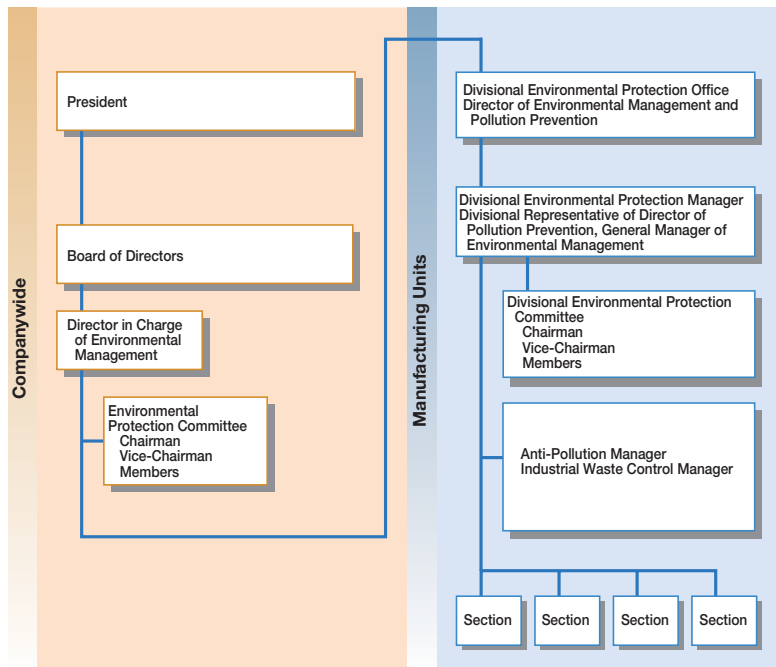 Companywide
President
Board of Directors
Director in Charge
of Environmental
Management
Environmental
Protection Committee
Chairman
Vice-Chairman
Members
Manufacturing Units
Divisional Environmental Protection Office
Director of Environmental Management and
Pollution Prevention
Divisional Environmental Protection Manager
Divisional Representative of Director of
Pollution Prevention, General Manager of
Environmental Management
Divisional Environmental Protection
Committee
Chairman
Vice-Chairman
Members
Anti-Pollution Manager
Industrial Waste Control Manager
Section
Section
Section
Section